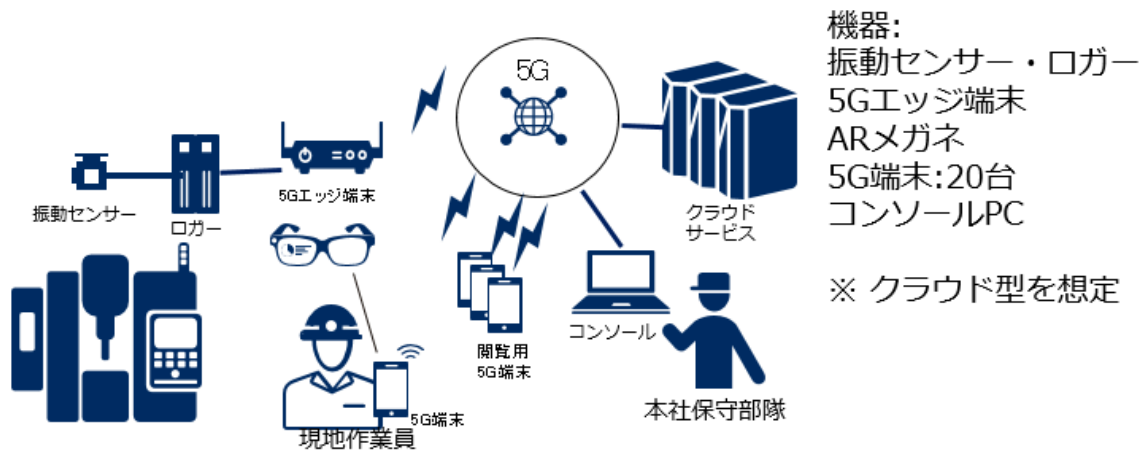 5G
振動センサー
ロガー
5Gエッジ端末
5G端末
現地作業員
閲覧用
5G端末
コンソール
クラウド
サービス
本社保守部隊
機器:
振動センサー・ロガー
5Gエッジ端末
ARメガネ
5G端末:20台
コンソールPC
※ クラウド型を想定